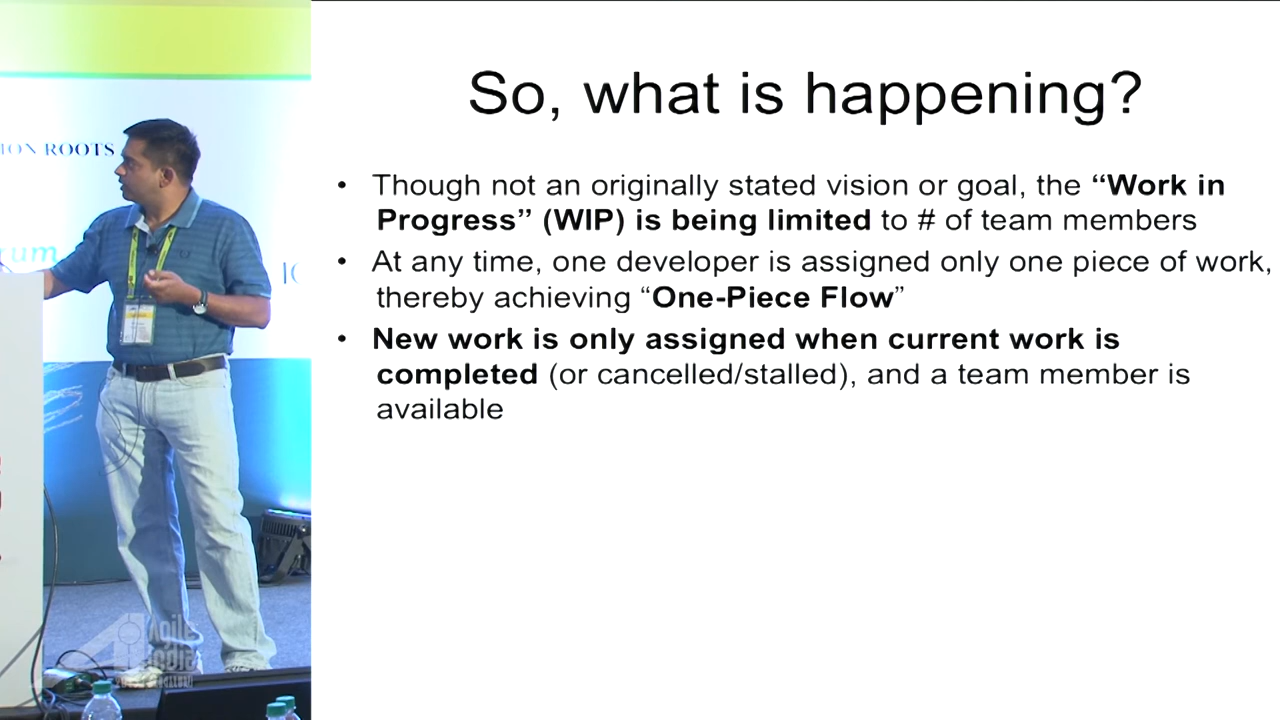 So, what is happening?
• Though not an originally stated vision or goal, the “Work in
Progress” (WIP) is being limited to # of team members
• At any time, one developer is assigned only one piece of work,
thereby achieving “One-Piece Flow”
• New work is only assigned when current work is
completed (or cancelled/stalled), and a team member is
available
ROOTS
Agile
India